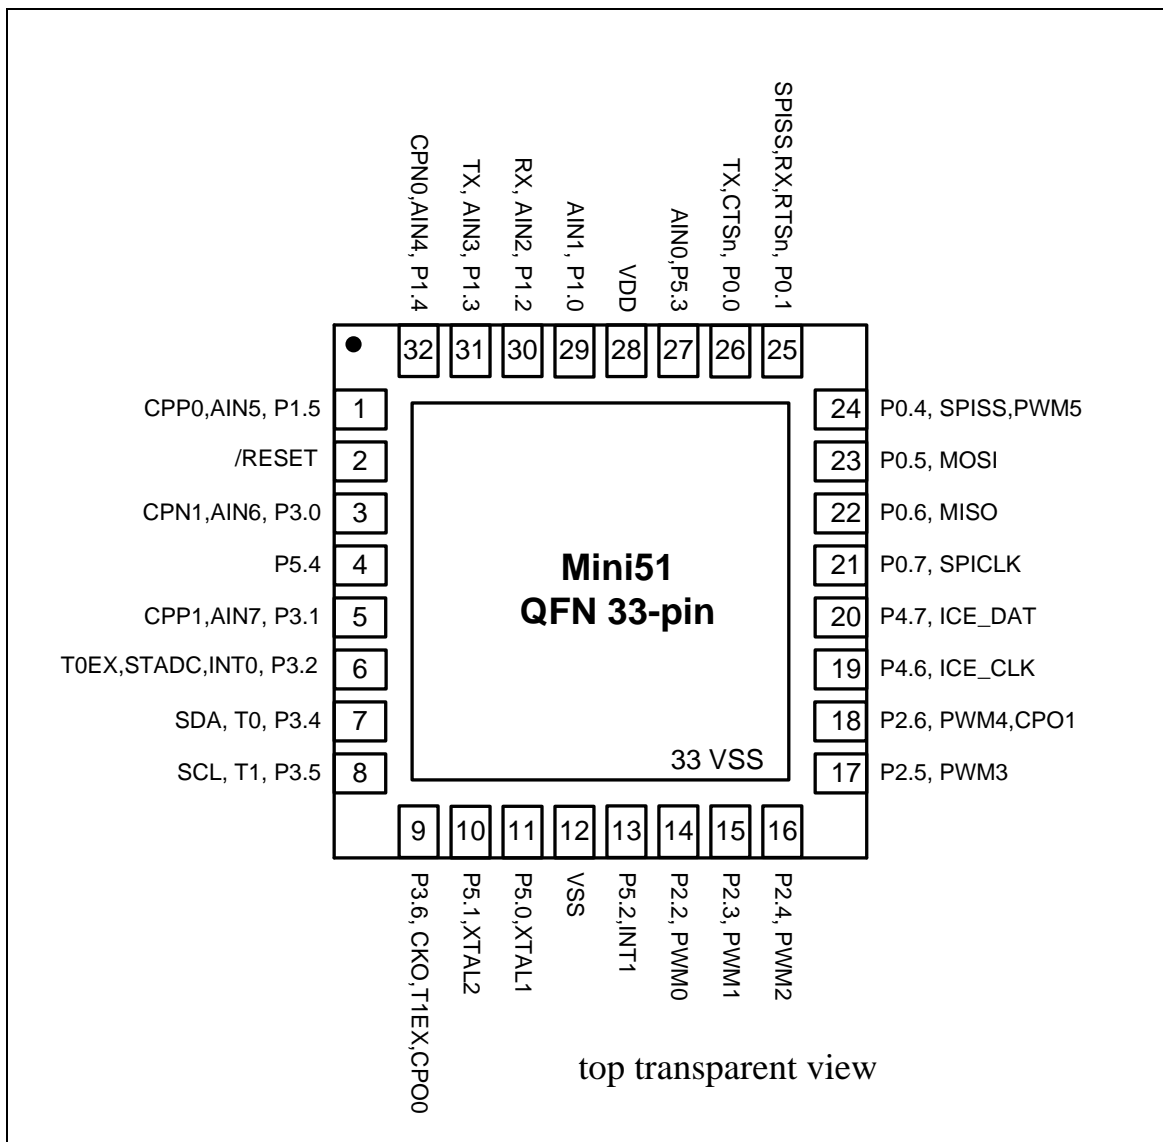 CPN0,AIN4, P1.4
TX, AIN3, P1.3
RX, AIN2, P1.2
AIN1, P1.0
VDD
AIN0,P5.3
TX,CTSn, P0.0
SPISS,RX,RTSn, P0.1
32
31
30
29
28
27
26
25
CPP0,AIN5, P1.5
1
/RESET
2
CPN1,AIN6, P3.0
3
P5.4
4
CPP1,AIN7, P3.1
5
T0EX,STADC,INT0, P3.2
6
SDA, T0, P3.4
7
SCL, T1, P3.5
8
Mini51
QFN 33-pin
33 VSS
24
P0.4, SPISS,PWM5
23
P0.5, MOSI
22
P0.6, MISO
21
P0.7, SPICLK
20
P4.7, ICE_DAT
19
P4.6, ICE_CLK
18
P2.6, PWM4,CPO1
17
P2.5, PWM3
9
10
11
12
13
14
15
16
P3.6, CKO,T1EX,CPO0
P5.1,XTAL2
P5.0,XTAL1
VSS
P5.2,INT1
P2.2, PWM0
P2.3, PWM1
P2.4, PWM2
top transparent view